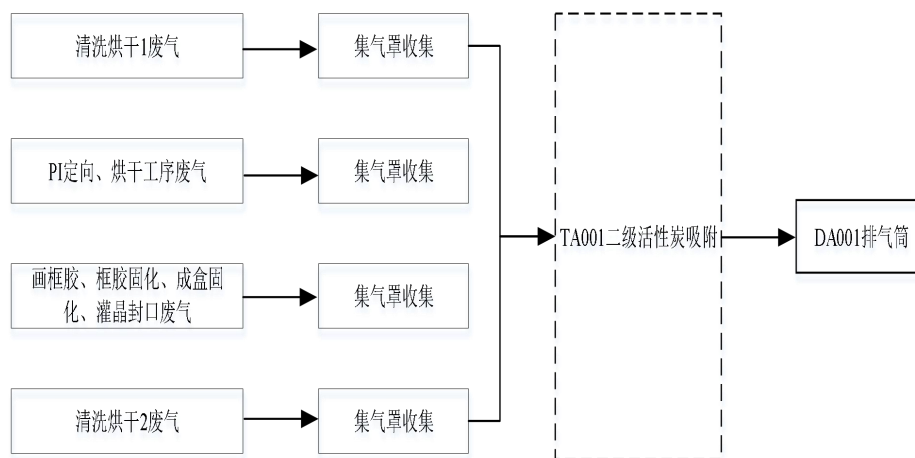 清洗烘干1废气
集气罩收集
PI定向、烘干工序废气
集气罩收集
画框胶、框胶固化、成盒固
化、灌晶封口废气
集气罩收集
清洗烘干2废气
集气罩收集
TA001二级活性炭吸附
DA001排气筒